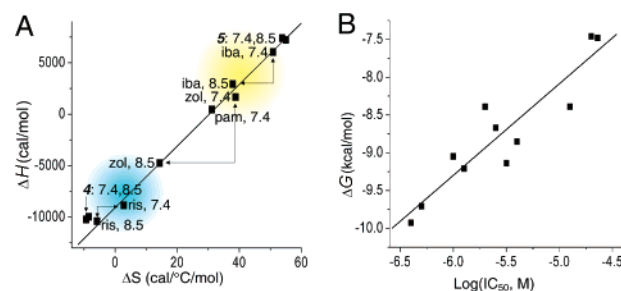 A
B
5: 7.4,8.5
iba, 7.4
iba, 8.5
zol, 7.4
pam, 7.4
zol, 8.5
4: 7.4,8.5
ris, 7.4
ris, 8.5
5000
0
-5000
-10000
ΔH (cal/mol)
0 20 40 60
ΔS (cal/°C/mol)
-7.5
-8.0
-8.5
-9.0
-9.5
-10.0
ΔG (kcal/mol)
-6.5 -6.0 -5.5 -5.0 -4.5
Log(IC50, M)